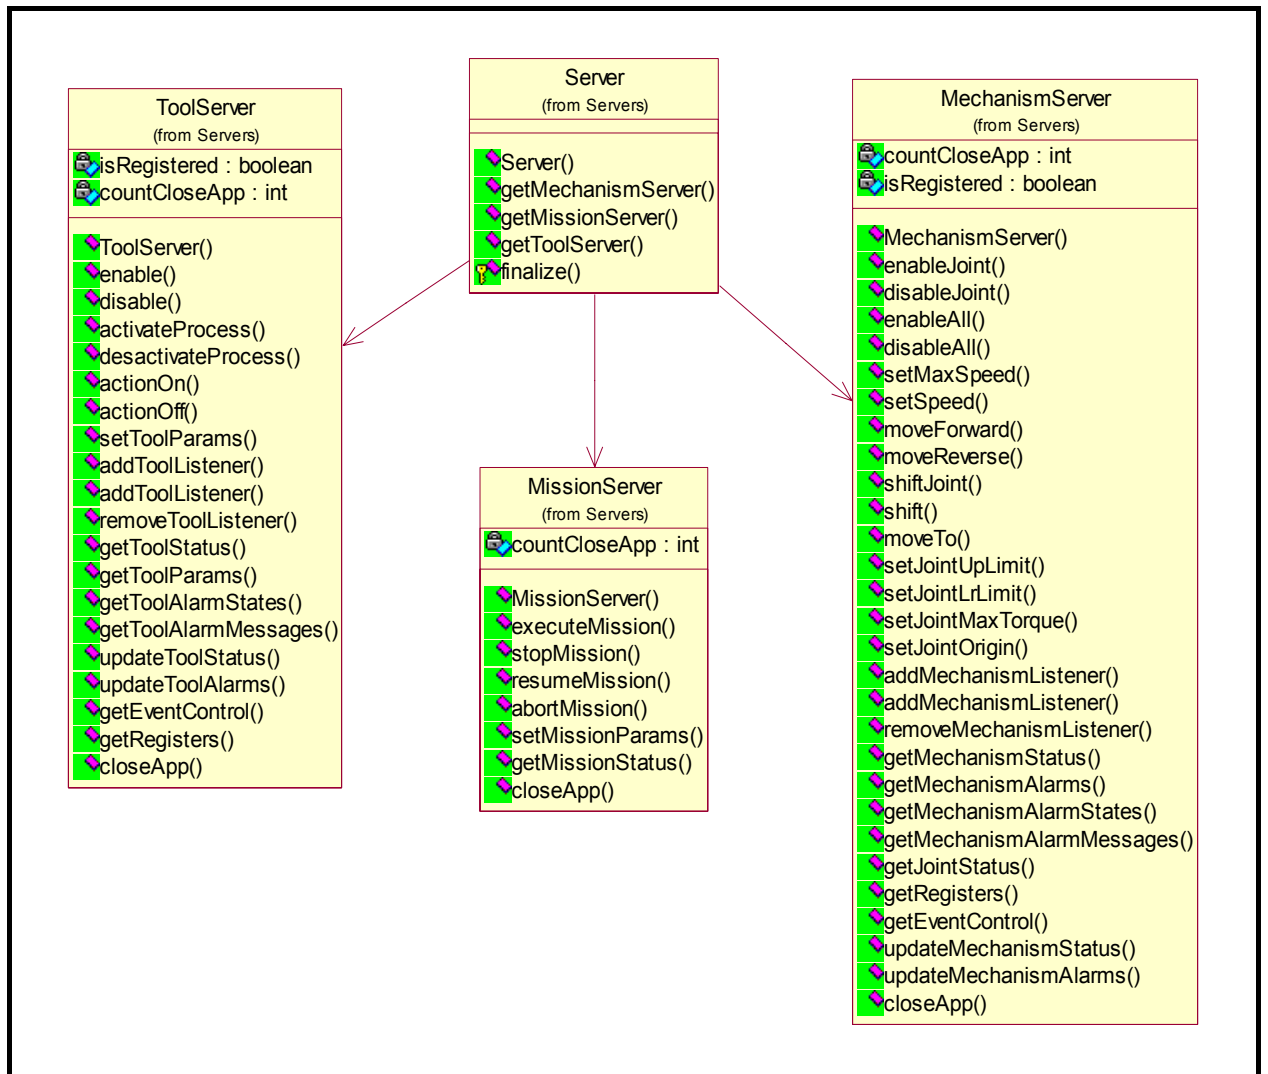 ToolServer
(from Servers)
isRegistered : boolean
countCloseApp : int
ToolServer()
enable()
disable()
activateProcess()
desactivateProcess()
actionOn()
actionOff()
setToolParams()
addToolListener()
addToolListener()
removeToolListener()
getToolStatus()
getToolParams()
getToolAlarmStates()
getToolAlarmMessages()
updateToolStatus()
updateToolAlarms()
getEventControl()
getRegisters()
closeApp()
Server
(from Servers)
Server()
getMechanismServer()
getMissionServer()
getToolServer()
finalize()
MissionServer
(from Servers)
countCloseApp : int
MissionServer()
executeMission()
stopMission()
resumeMission()
abortMission()
setMissionParams()
getMissionStatus()
closeApp()
MechanismServer
(from Servers)
countCloseApp : int
isRegistered : boolean
MechanismServer()
enableJoint()
disableJoint()
enableAll()
disableAll()
setMaxSpeed()
setSpeed()
moveForward()
moveReverse()
shiftJoint()
shift()
moveTo()
setJointUpLimit()
setJointLrLimit()
setJointMaxTorque()
setJointOrigin()
addMechanismListener()
addMechanismListener()
removeMechanismListener()
getMechanismStatus()
getMechanismAlarms()
getMechanismAlarmStates()
getMechanismAlarmMessages()
getJointStatus()
getRegisters()
getEventControl()
updateMechanismStatus()
updateMechanismAlarms()
closeApp()